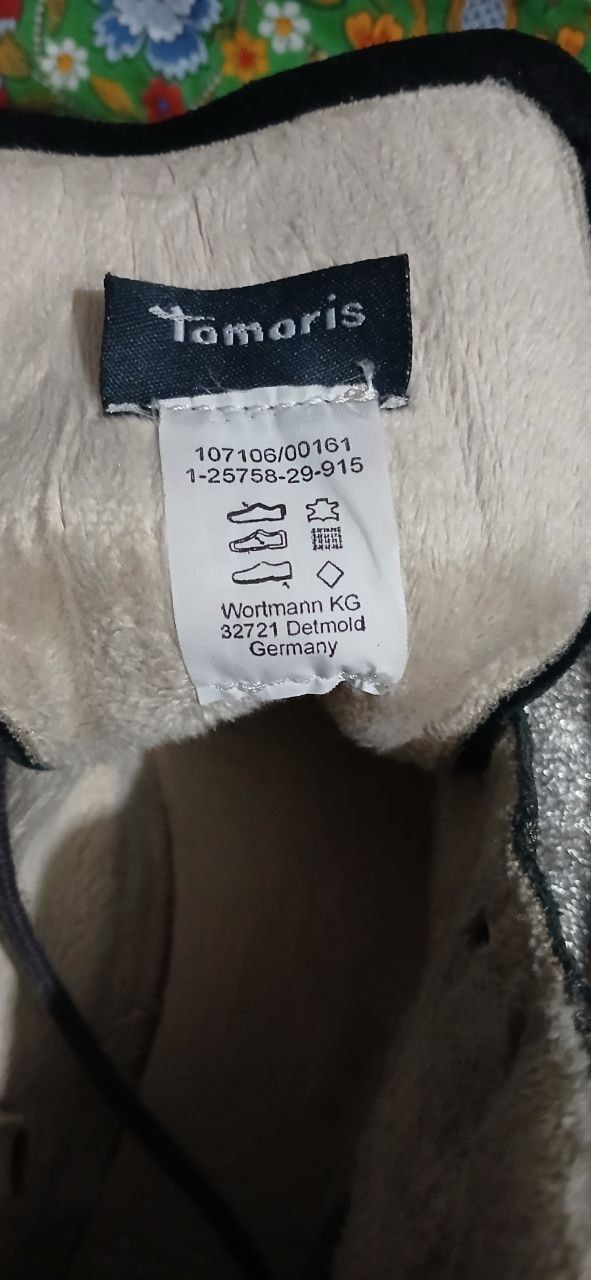 Tamaris
107106/00161
1-25758-29-915
Wortmann KG
32721 Detmold
Germany